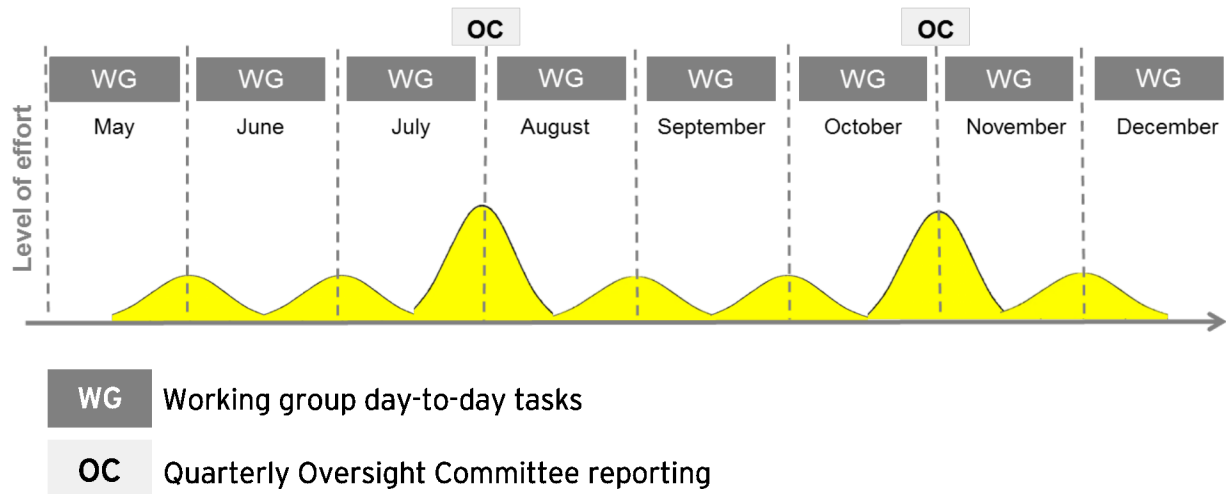 OC OC
WG WG WG WG WG WG WG WG
May June July August September October November December
Level of effort
WG Working group day-to-day tasks
OC Quarterly Oversight Committee reporting